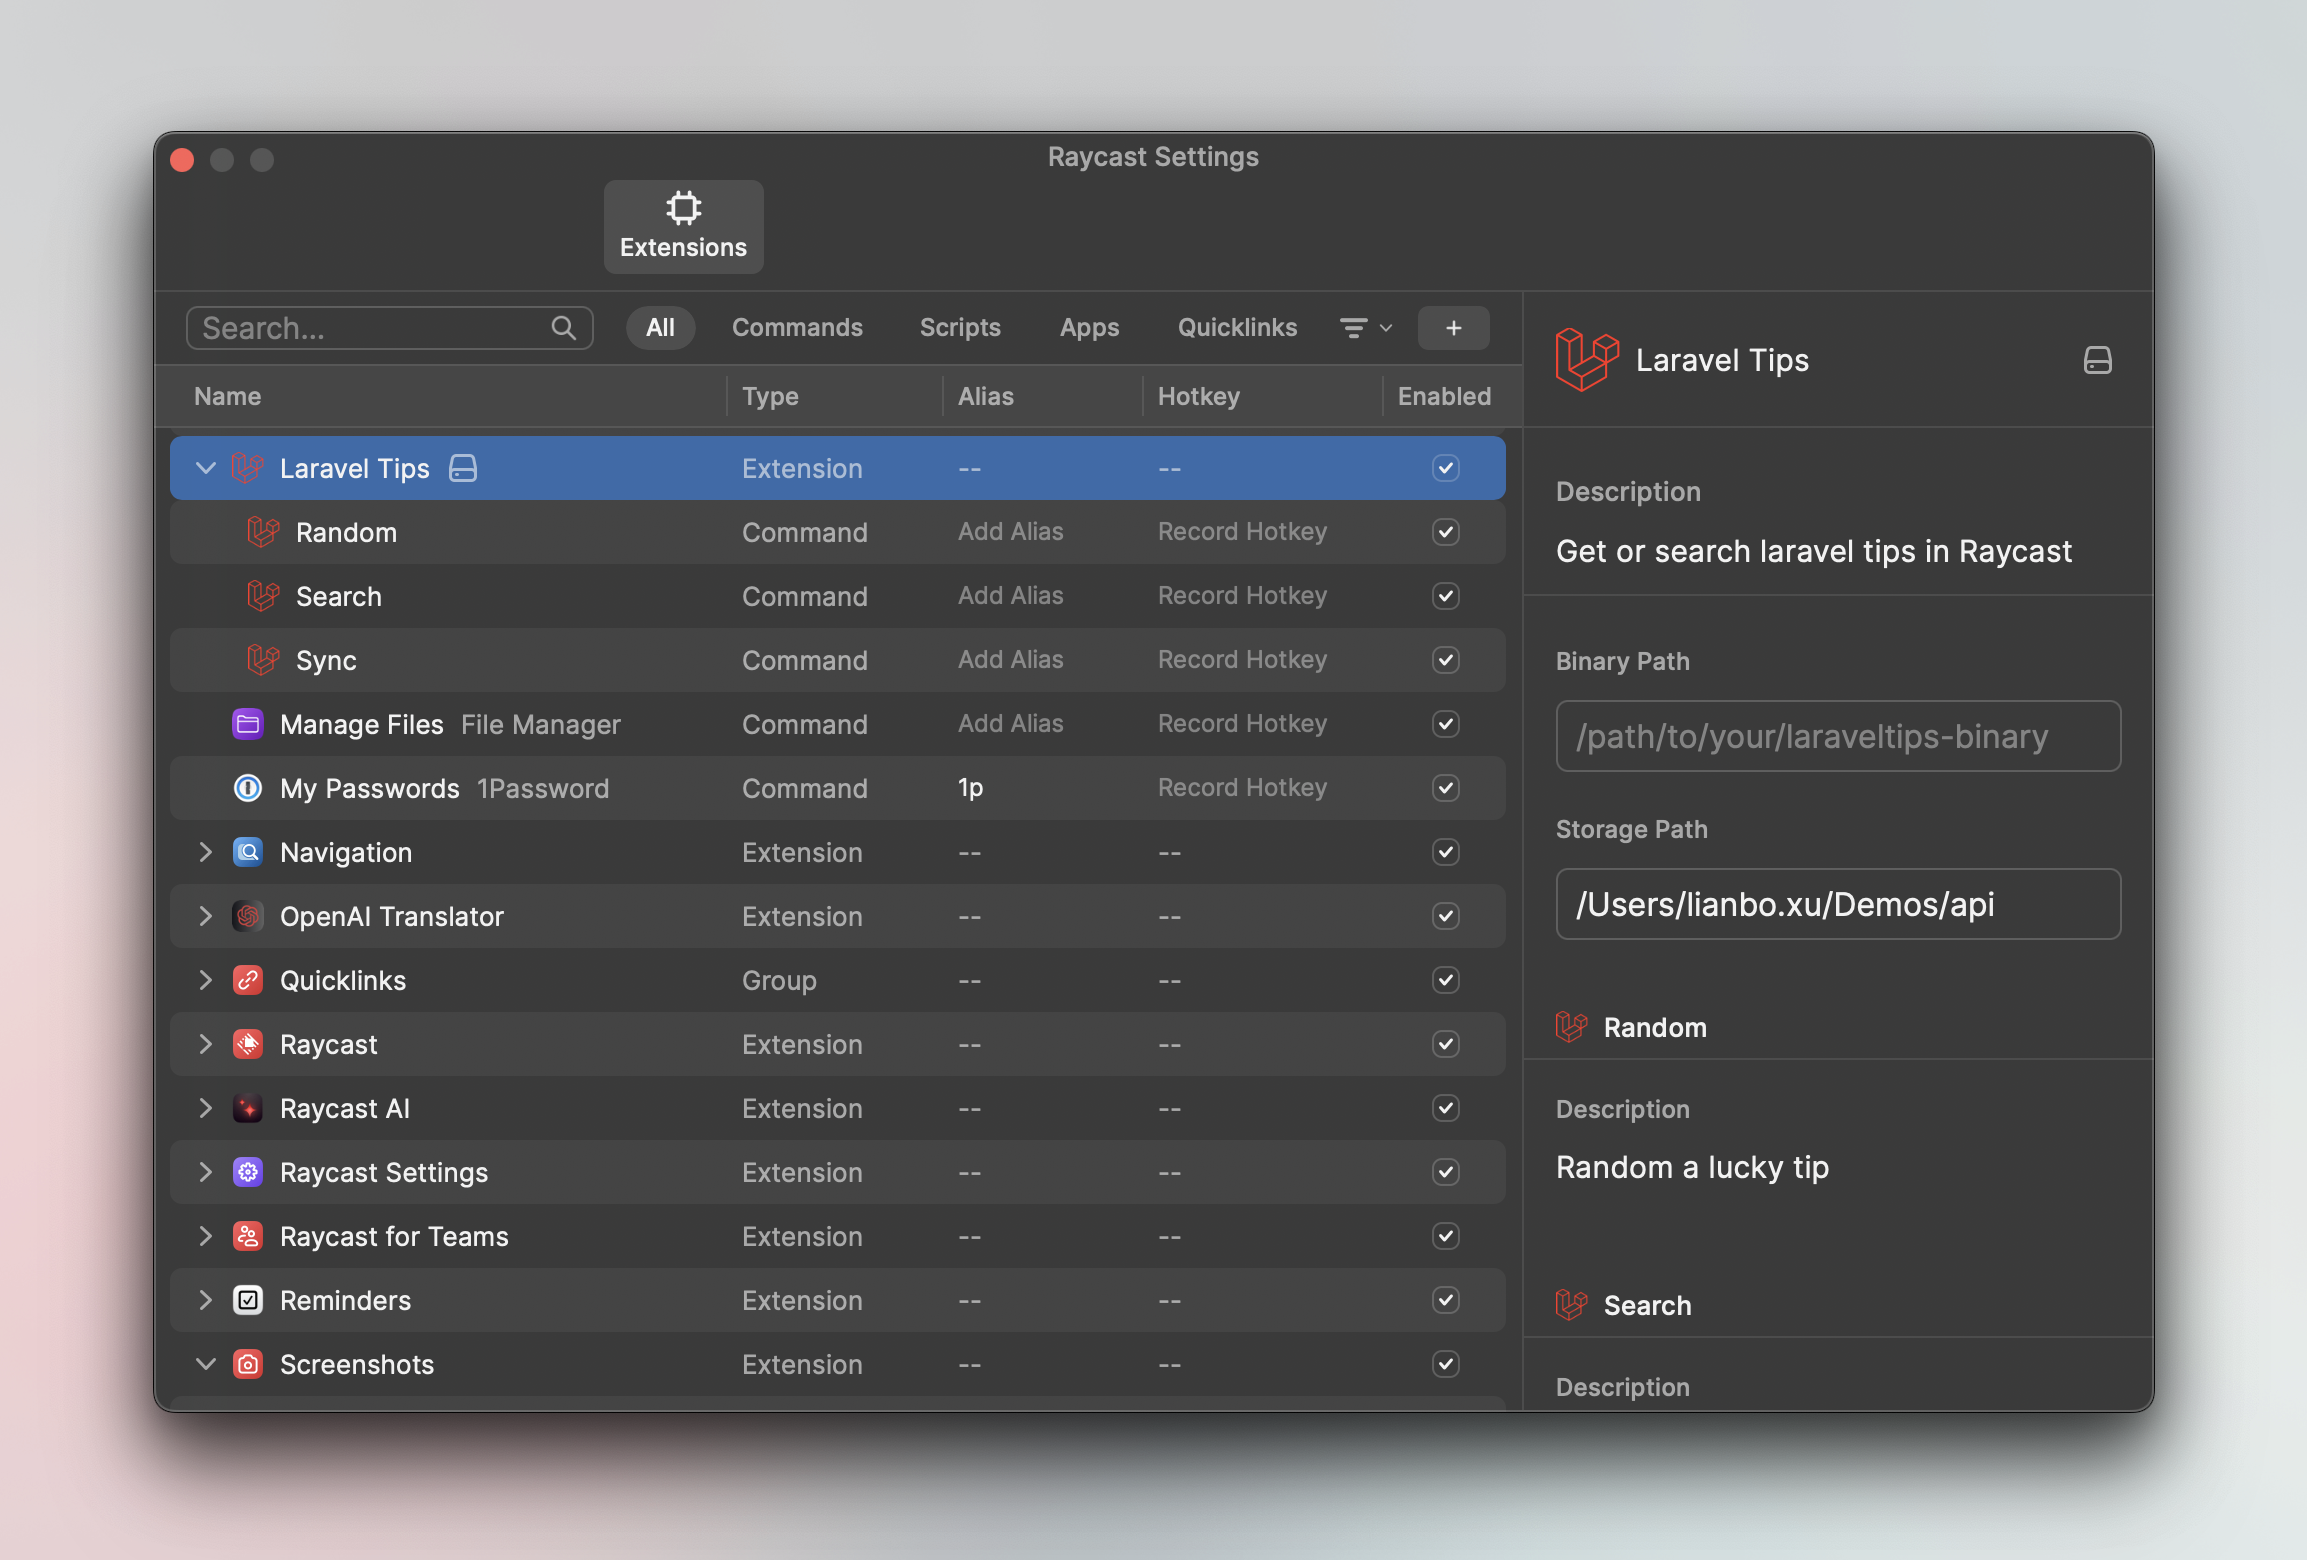 Raycast Settings
Extensions
Search...
All Commands Scripts Apps Quicklinks +
Name Type Alias Hotkey Enabled
Laravel Tips Extension -- --
Random Command Add Alias Record Hotkey
Search Command Add Alias Record Hotkey
Sync Command Add Alias Record Hotkey
Manage Files File Manager Command Add Alias Record Hotkey
My Passwords 1Password Command 1p Record Hotkey
Navigation Extension -- --
OpenAI Translator Extension -- --
Quicklinks Group -- --
Raycast Extension -- --
Raycast AI Extension -- --
Raycast Settings Extension -- --
Raycast for Teams Extension -- --
Reminders Extension -- --
Screenshots Extension -- --
Laravel Tips
Description
Get or search laravel tips in Raycast
Binary Path
/path/to/your/laraveltips-binary
Storage Path
/Users/lianbo.xu/Demos/api
Random
Description
Random a lucky tip
Search
Description